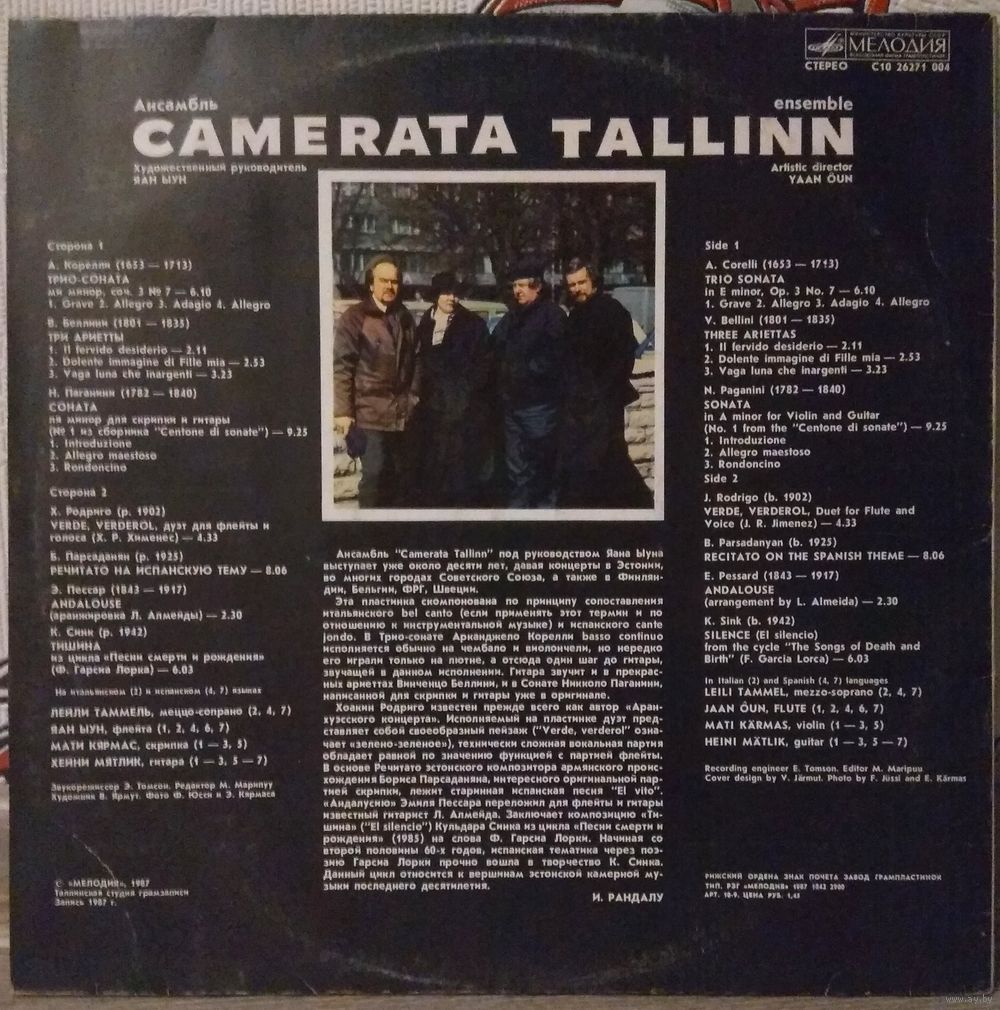 МИНИСТЕРСТВО КУЛЬТУРЫ СССР
МЕЛОДИЯ
ВСЕСОЮЗНАЯ ФИРМА ГРАМПЛАСТИНОК
СТЕРЕО С10 26271 004
Ансамбль
ensemble
CAMERATA TALLINN
Художественный руководитель
ЯАН ЫУН
Artistic director
YAAN ÕUN
Сторона 1
А. Корелли (1653 — 1713)
ТРИО-СОНАТА
ми минор, соч. 3 № 7 — 6.10
1. Grave 2. Allegro 3. Adagio 4. Allegro
В. Беллини (1801 — 1835)
ТРИ АРИЕТТЫ
1. Il fervido desiderio — 2.11
2. Dolente immagine di Fille mia — 2.53
3. Vaga luna che inargenti — 3.23
Н. Паганини (1782 — 1840)
СОНАТА
ля минор для скрипки и гитары
(№ 1 из сборника "Centone di sonate") — 9.25
1. Introduzione
2. Allegro maestoso
3. Rondoncino
Сторона 2
Х. Родриго (р. 1902)
VERDE, VERDEROL, дуэт для флейты и
голоса (Х. Р. Хименес) — 4.33
Б. Парсаданян (р. 1925)
РЕЧИТАТО НА ИСПАНСКУЮ ТЕМУ — 8.06
Э. Пессар (1843 — 1917)
ANDALOUSE
(аранжировка Л. Алмейды) — 2.30
К. Синк (р. 1942)
ТИШИНА
из цикла «Песни смерти и рождения»
(Ф. Гарсиа Лорка) — 6.03
На итальянском (2) и испанском (4, 7) языках
ЛЕЙЛИ ТАММЕЛЬ, меццо-сопрано (2, 4, 7)
ЯАН ЫУН, флейта (1, 2, 4, 6, 7)
МАТИ КЯРМАС, скрипка (1 — 3, 5)
ХЕЙНИ МЯТЛИК, гитара (1 — 3, 5 — 7)
Звукорежиссер Э. Томсон. Редактор М. Марипуу
Художник В. Ярмут. Фото Ф. Юсси и Э. Кярмаса
© «МЕЛОДИЯ», 1987
Таллинская студия грамзаписи
Запись 1987 г.
Ансамбль "Camerata Tallinn" под руководством Яана Ыуна
выступает уже около десяти лет, давая концерты в Эстонии,
во многих городах Советского Союза, а также в Финлян-
дии, Бельгии, ФРГ, Швеции.
Эта пластинка скомпонована по принципу сопоставления
итальянского bel canto (если применять этот термин и по
отношению к инструментальной музыке) и испанского cante
jondo. В Трио-сонате Арканджело Корелли basso continuo
исполняется обычно на чембало и виолончели, но нередко
его играли только на лютне, а отсюда один шаг до гитары,
звучащей в данном исполнении. Гитара звучит и в прекрас-
ных ариеттах Винченцо Беллини, и в Сонате Никколо Паганини,
написанной для скрипки и гитары уже в оригинале.
Хоакин Родриго известен прежде всего как автор «Аран-
хуэсского концерта». Исполняемый на пластинке дуэт пред-
ставляет собой своеобразный пейзаж ("Verde, verderol" озна-
чает «зелено-зеленое»), технически сложная вокальная партия
обладает равной по значению функцией с партией флейты.
В основе Речитато эстонского композитора армянского проис-
хождения Бориса Парсаданяна, интересного оригинальной пар-
тией скрипки, лежит старинная испанская песня "El vito".
«Андалусию» Эмиля Пессара переложил для флейты и гитары
известный гитарист Л. Алмейда. Заключает композицию «Ти-
шина» ("El silencio") Кульдара Синка из цикла «Песни смерти и
рождения» (1985) на слова Ф. Гарсиа Лорки. Начиная со
второй половины 60-х годов, испанская тематика через поэ-
зию Гарсиа Лорки прочно вошла в творчество К. Синка.
Данный цикл относится к вершинам эстонской камерной му-
зыки последнего десятилетия.
И. РАНДАЛУ
Side 1
A. Corelli (1653 — 1713)
TRIO SONATA
in E minor, Op. 3 No. 7 — 6.10
1. Grave 2. Allegro 3. Adagio 4. Allegro
V. Bellini (1801 — 1835)
THREE ARIETTAS
1. Il fervido desiderio — 2.11
2. Dolente immagine di Fille mia — 2.53
3. Vaga luna che inargenti — 3.23
N. Paganini (1782 — 1840)
SONATA
in A minor for Violin and Guitar
(No. 1 from the "Centone di sonate") — 9.25
1. Introduzione
2. Allegro maestoso
3. Rondoncino
Side 2
J. Rodrigo (b. 1902)
VERDE, VERDEROL, Duet for Flute and
Voice (J. R. Jimenez) — 4.33
B. Parsadanyan (b. 1925)
RECITATO ON THE SPANISH THEME — 8.06
E. Pessard (1843 — 1917)
ANDALOUSE
(arrangement by L. Almeida) — 2.30
K. Sink (b. 1942)
SILENCE (El silencio)
from the cycle "The Songs of Death and
Birth" (F. Garcia Lorca) — 6.03
In Italian (2) and Spanish (4, 7) languages
LEILI TAMMEL, mezzo-soprano (2, 4, 7)
JAAN ÕUN, FLUTE (1, 2, 4, 6, 7)
MATI KÄRMAS, violin (1 — 3, 5)
HEINI MÄTLIK, guitar (1 — 3, 5 — 7)
Recording engineer E. Tomson. Editor M. Maripuu
Cover design by V. Järmut. Photo by F. Jüssi and E. Kärmas
РИЖСКИЙ ОРДЕНА ЗНАК ПОЧЕТА ЗАВОД ГРАМПЛАСТИНОК
ТИП. РЗГ «МЕЛОДИЯ» 1987 1843 2900
АРТ. 10-9. ЦЕНА РУБ. 1,45
www.ay.by